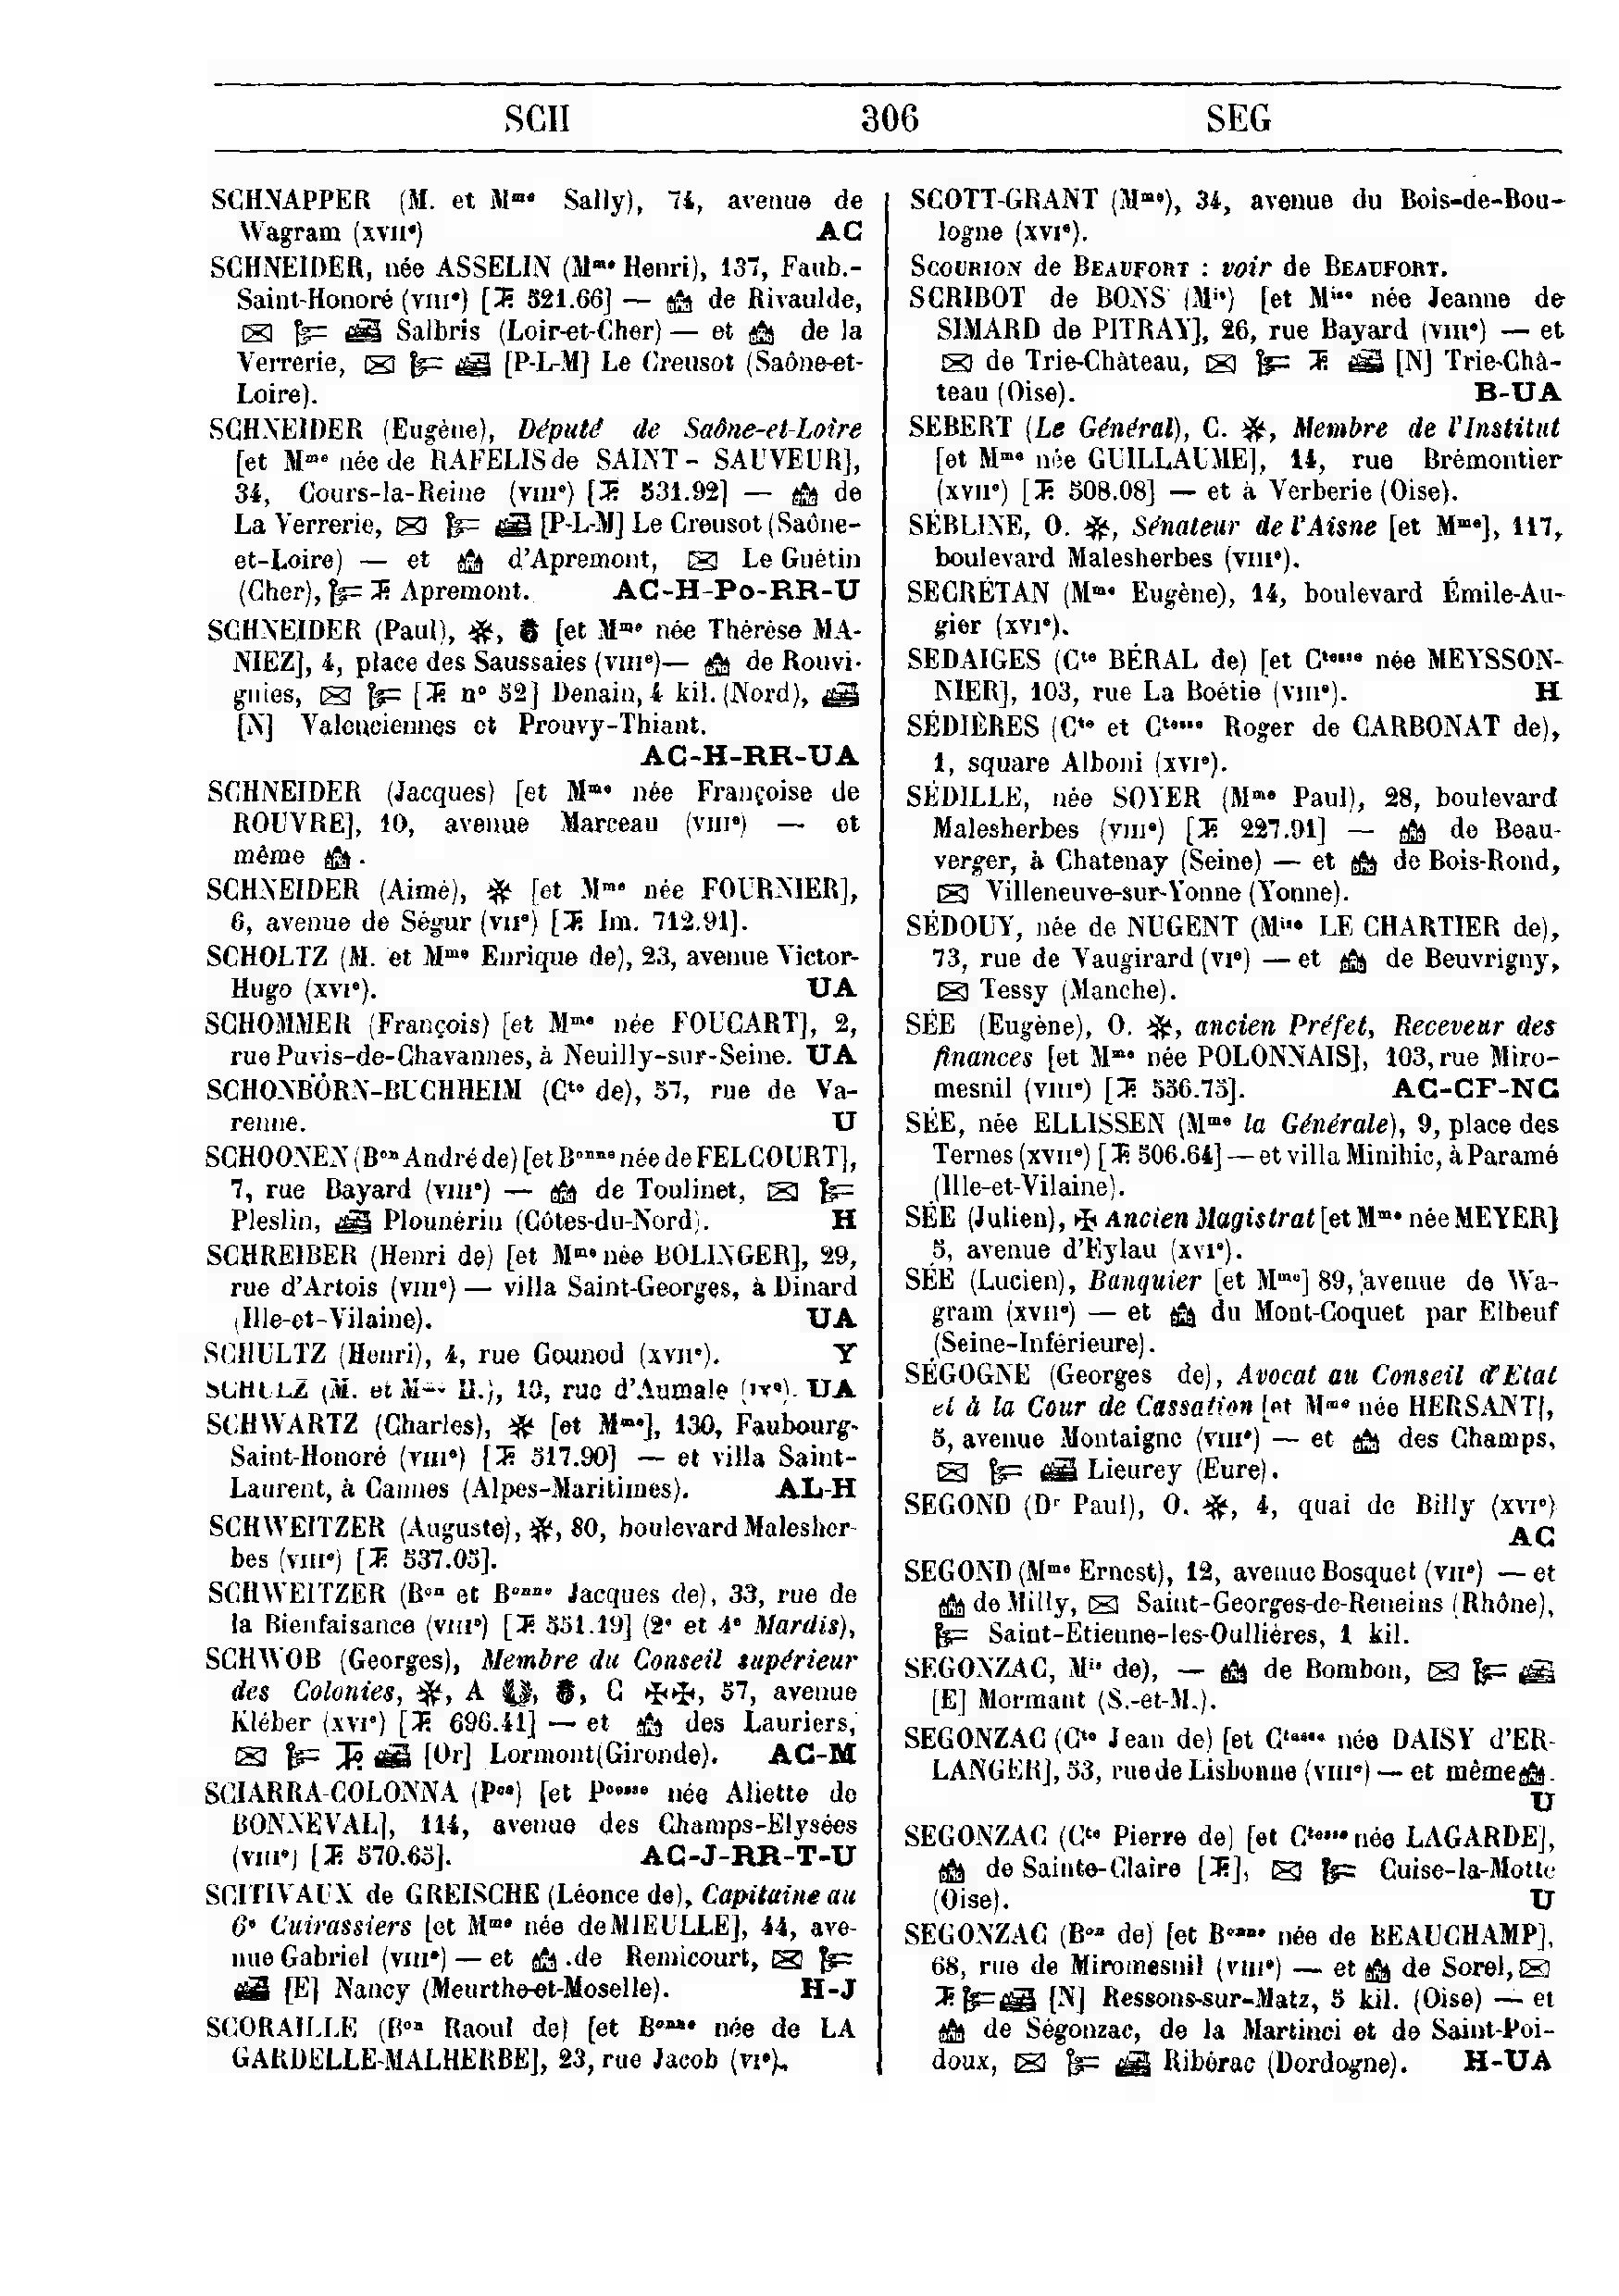 SCH 306 SEG
SCHNAPPER (M. et Mme Sally), 74, avenue de
Wagram (XVIIe) AC
SCHNEIDER, née ASSELIN (Mme Henri), 137, Faub.-
Saint-Honoré (VIIIe) [T. 521.66] — de Rivaulde,
Salbris (Loir-et-Cher) — et de la
Verrerie, [P-L-M] Le Creusot (Saône-et-
Loire).
SCHNEIDER (Eugène), Député de Saône-et-Loire
[et Mme née de RAFELIS de SAINT-SAUVEUR],
34, Cours-la-Reine (VIIIe) [T. 531.92] — de
La Verrerie, [P-L-M] Le Creusot (Saône-
et-Loire) — et d'Apremont, Le Guétin
(Cher), T. Apremont. AC-H-Po-RR-U
SCHNEIDER (Paul), [et Mme née Thérèse MA-
NIEZ], 4, place des Saussaies (VIIIe) — de Rouvi-
gnies, [T. no 52] Denain, 4 kil. (Nord),
[N] Valenciennes et Prouvy-Thiant.
AC-H-RR-UA
SCHNEIDER (Jacques) [et Mme née Françoise de
ROUVRE], 10, avenue Marceau (VIIIe) — et
même .
SCHNEIDER (Aimé), [et Mme née FOURNIER],
6, avenue de Ségur (VIIe) [T. Im. 712.91].
SCHOLTZ (M. et Mme Enrique de), 23, avenue Victor-
Hugo (XVIe). UA
SCHOMMER (François) [et Mme née FOUCART], 2,
rue Puvis-de-Chavannes, à Neuilly-sur-Seine. UA
SCHONBÖRN-BUCHHEIM (Cte de), 57, rue de Va-
renne. U
SCHOONEN (Bon André de) [et Bonne née de FELCOURT],
7, rue Bayard (VIIIe) — de Toulinet,
Pleslin, Plounérin (Côtes-du-Nord). H
SCHREIBER (Henri de) [et Mme née BOLINGER], 29,
rue d'Artois (VIIIe) — villa Saint-Georges, à Dinard
(Ille-et-Vilaine). UA
SCHULTZ (Henri), 4, rue Gounod (XVIIe). Y
SCHULZ (M. et Mme H.), 10, rue d'Aumale (IXe). UA
SCHWARTZ (Charles), [et Mme], 130, Faubourg-
Saint-Honoré (VIIIe) [T. 517.90] — et villa Saint-
Laurent, à Cannes (Alpes-Maritimes). AL-H
SCHWEITZER (Auguste), , 80, boulevard Malesher-
bes (VIIIe) [T. 537.05].
SCHWEITZER (Bon et Bonne Jacques de), 33, rue de
la Bienfaisance (VIIIe) [T. 551.19] (2e et 4e Mardis),
SCHWOB (Georges), Membre du Conseil supérieur
des Colonies, , A , , C , 57, avenue
Kléber (XVIe) [T. 696.41] — et des Lauriers,
T. [Or] Lormont (Gironde). AC-M
SCIARRA-COLONNA (Pce) [et Pcesse née Aliette de
BONNEVAL], 114, avenue des Champs-Elysées
(VIIIe) [T. 570.65]. AC-J-RR-T-U
SCITIVAUX de GREISCHE (Léonce de), Capitaine au
6e Cuirassiers [et Mme née de MIEULLE], 44, ave-
nue Gabriel (VIIIe) — et de Remicourt,
[E] Nancy (Meurthe-et-Moselle). H-J
SCORAILLE (Bon Raoul de) [et Bonne née de LA
GARDELLE-MALHERBE], 23, rue Jacob (VIe).
SCOTT-GRANT (Mme), 34, avenue du Bois-de-Bou-
logne (XVIe).
SCOURION de BEAUFORT : voir de BEAUFORT.
SCRIBOT de BONS (Mis) [et Mise née Jeanne de
SIMARD de PITRAY], 26, rue Bayard (VIIIe) — et
de Trie-Château, T. [N] Trie-Châ-
teau (Oise). B-UA
SEBERT (Le Général), C. , Membre de l'Institut
[et Mme née GUILLAUME], 14, rue Brémontier
(XVIIe) [T. 508.08] — et à Verberie (Oise).
SÉBLINE, O. , Sénateur de l'Aisne [et Mme], 117,
boulevard Malesherbes (VIIIe).
SECRÉTAN (Mme Eugène), 14, boulevard Émile-Au-
gier (XVIe).
SEDAIGES (Cte BÉRAL de) [et Ctesse née MEYSSON-
NIER], 103, rue La Boétie (VIIIe). H
SÉDIÈRES (Cte et Ctesse Roger de CARBONAT de),
1, square Alboni (XVIe).
SÉDILLE, née SOYER (Mme Paul), 28, boulevard
Malesherbes (VIIIe) [T. 227.91] — de Beau-
verger, à Chatenay (Seine) — et de Bois-Rond,
Villeneuve-sur-Yonne (Yonne).
SÉDOUY, née de NUGENT (Mise LE CHARTIER de),
73, rue de Vaugirard (VIe) — et de Beuvrigny,
Tessy (Manche).
SÉE (Eugène), O. , ancien Préfet, Receveur des
finances [et Mme née POLONNAIS], 103, rue Miro-
mesnil (VIIIe) [T. 556.75]. AC-CF-NC
SÉE, née ELLISSEN (Mme la Générale), 9, place des
Ternes (XVIIe) [T. 506.64] — et villa Minihic, à Paramé
(Ille-et-Vilaine).
SÉE (Julien), ✠ Ancien Magistrat [et Mme née MEYER]
5, avenue d'Eylau (XVIe).
SÉE (Lucien), Banquier [et Mme] 89, avenue de Wa-
gram (XVIIe) — et du Mont-Coquet par Elbeuf
(Seine-Inférieure).
SÉGOGNE (Georges de), Avocat au Conseil d'Etat
et à la Cour de Cassation [et Mme née HERSANT],
5, avenue Montaigne (VIIIe) — et des Champs,
Lieurey (Eure).
SEGOND (Dr Paul), O. , 4, quai de Billy (XVIe)
AC
SEGOND (Mme Ernest), 12, avenue Bosquet (VIIe) — et
de Milly, Saint-Georges-de-Reneins (Rhône),
Saint-Etienne-les-Oullières, 1 kil.
SEGONZAC, Mis de), — de Bombon,
[E] Mormant (S.-et-M.).
SEGONZAC (Cte Jean de) [et Ctesse née DAISY d'ER-
LANGER], 53, rue de Lisbonne (VIIIe) — et même .
U
SEGONZAC (Cte Pierre de) [et Ctesse née LAGARDE],
de Sainte-Claire [T.], Cuise-la-Motte
(Oise). U
SEGONZAC (Bon de) [et Bonne née de BEAUCHAMP],
68, rue de Miromesnil (VIIIe) — et de Sorel,
T. [N] Ressons-sur-Matz, 5 kil. (Oise) — et
de Ségonzac, de la Martinci et de Saint-Poi-
doux, Ribérac (Dordogne). H-UA